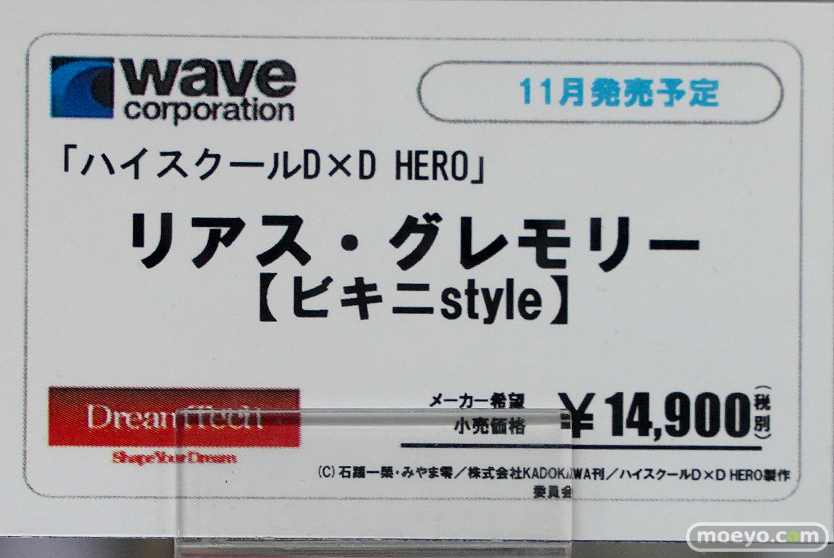 wave
corporation
11月発売予定
「ハイスクールD×D HERO」
リアス・グレモリー
【ビキニstyle】
DreamTech
Shape Your Dream
メーカー希望
小売価格
¥14,900
(税別)
(C)石踏一榮・みやま零/株式会社KADOKAWA刊/ハイスクールD×D HERO製作
委員会
moeyo.com